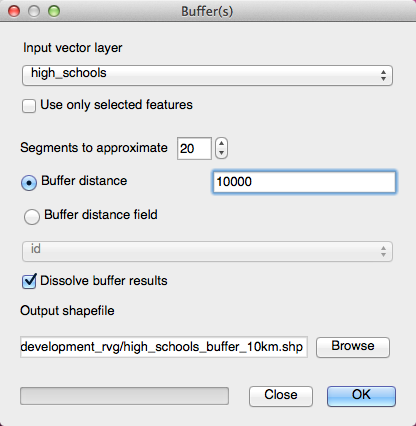 Buffer(s)
Input vector layer
high_schools
Use only selected features
Segments to approximate 20
Buffer distance 10000
Buffer distance field
id
Dissolve buffer results
Output shapefile
development_rvg/high_schools_buffer_10km.shp Browse
Close OK